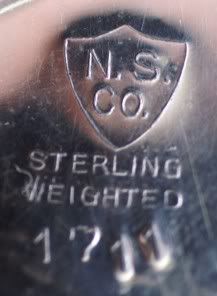 N.S.
CO.
STERLING
WEIGHTED
1711